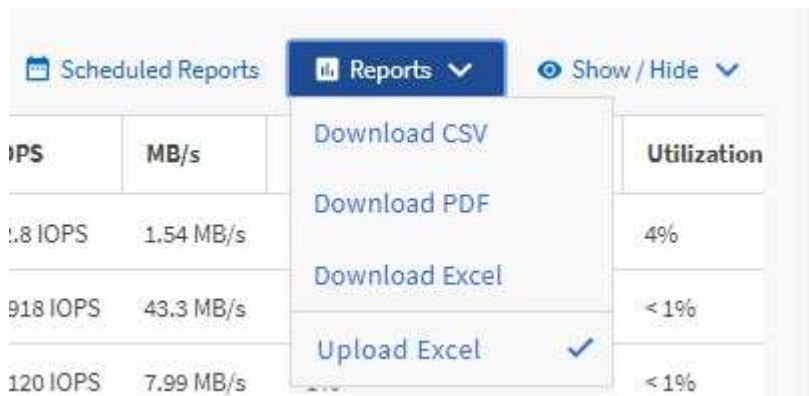 Scheduled Reports Reports Show / Hide
MB/s Utilization
Download CSV
Download PDF
1.54 MB/s 4%
Download Excel
918 IOPS 43.3 MB/s < 1%
Upload Excel
120 IOPS 7.99 MB/s < 1%